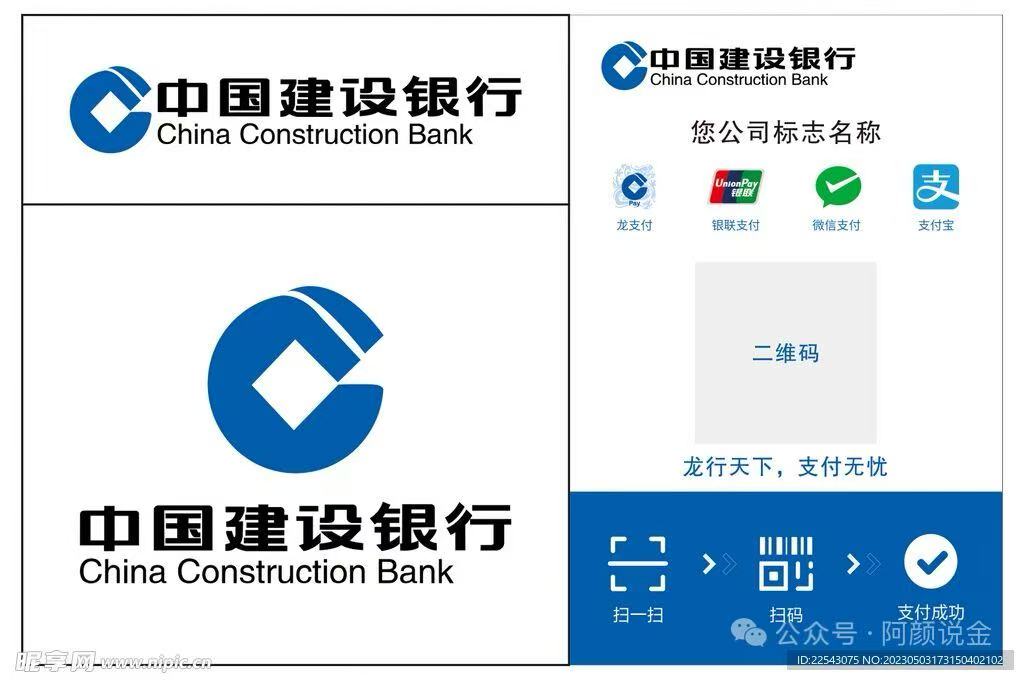 中国建设银行
China Construction Bank
中国建设银行
China Construction Bank
中国建设银行
China Construction Bank
您公司标志名称
Pay
UnionPay
银联
支
龙支付
银联支付
微信支付
支付宝
二维码
龙行天下，支付无忧
扫一扫
扫码
支付成功
公众号·阿颜说金
昵享网 www.nipic.cn
ID:22543075 NO:20230503173150402102